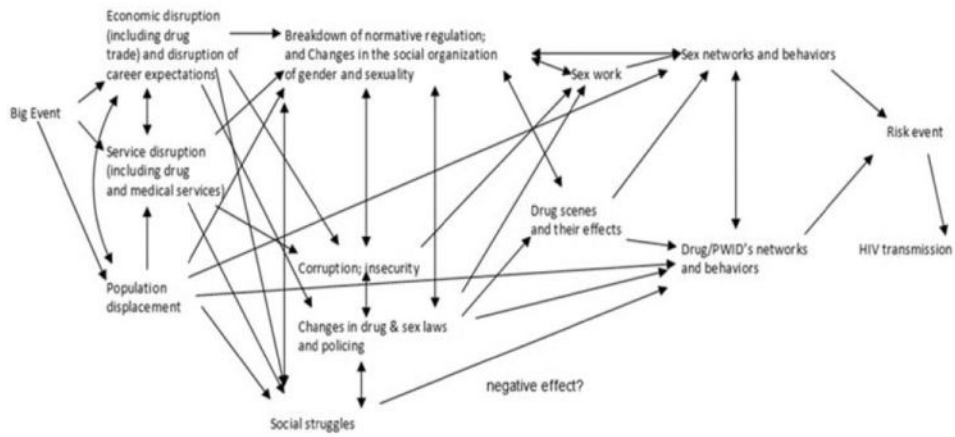 Economic disruption
(including drug
trade) and disruption of
career expectations
Breakdown of normative regulation;
and Changes in the social organization
of gender and sexuality
Sex work
Sex networks and behaviors
Big Event
Risk event
Service disruption
(including drug
and medical services)
Drug scenes
and their effects
Drug/PWID's networks
and behaviors
HIV transmission
Corruption; insecurity
Population
displacement
Changes in drug & sex laws
and policing
negative effect?
Social struggles